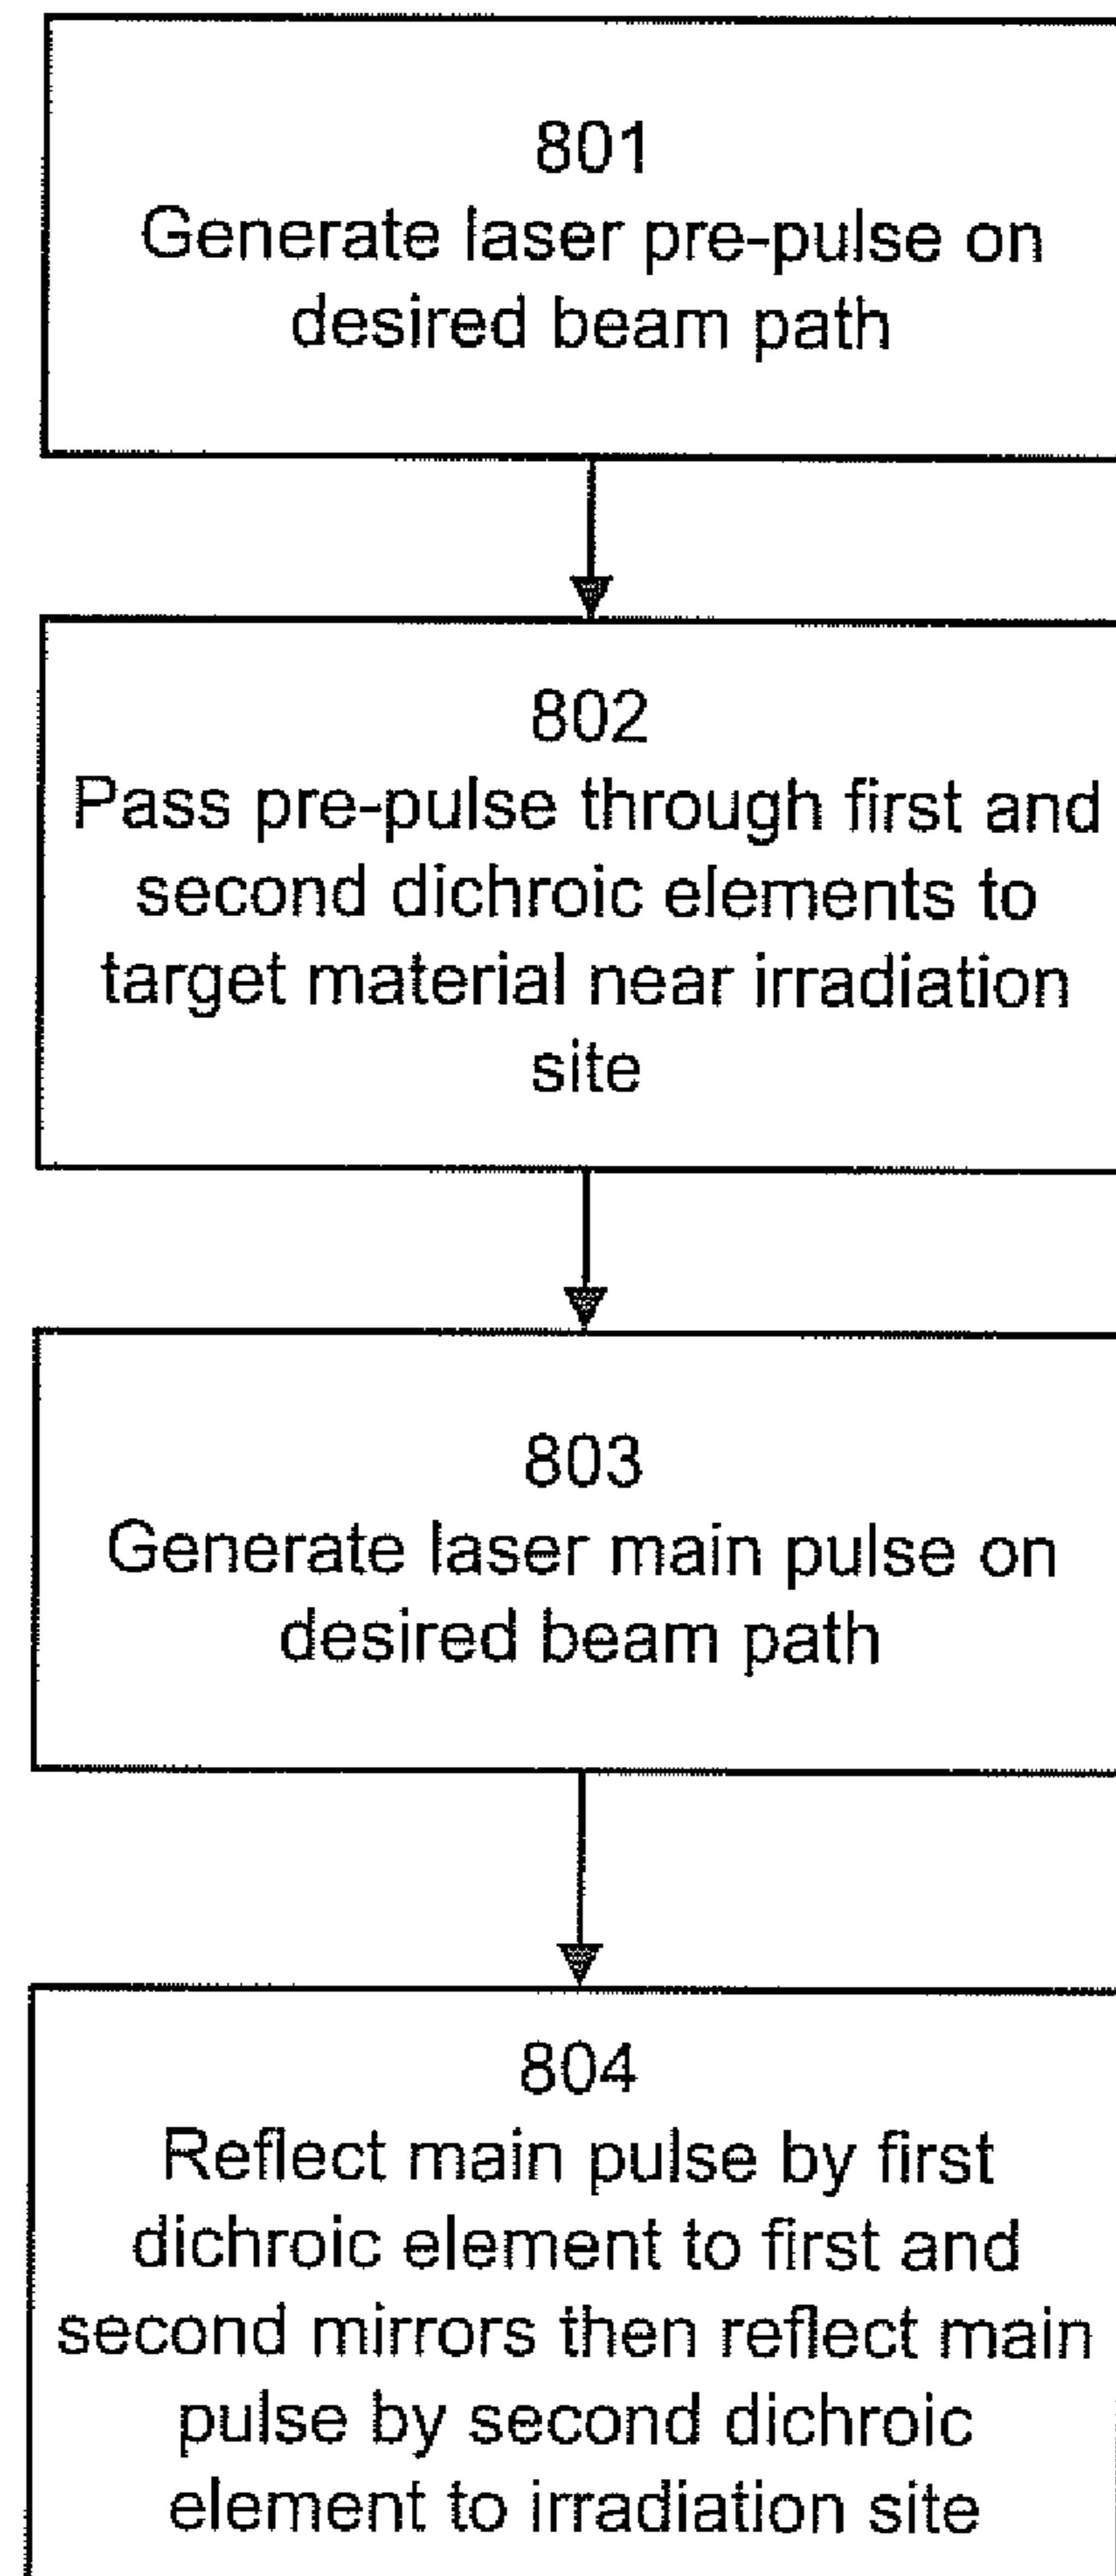 801
Generate laser pre-pulse on
desired beam path
802
Pass pre-pulse through first and
second dichroic elements to
target material near irradiation
site
803
Generate laser main pulse on
desired beam path
804
Reflect main pulse by first
dichroic element to first and
second mirrors then reflect main
pulse by second dichroic
element to irradiation site